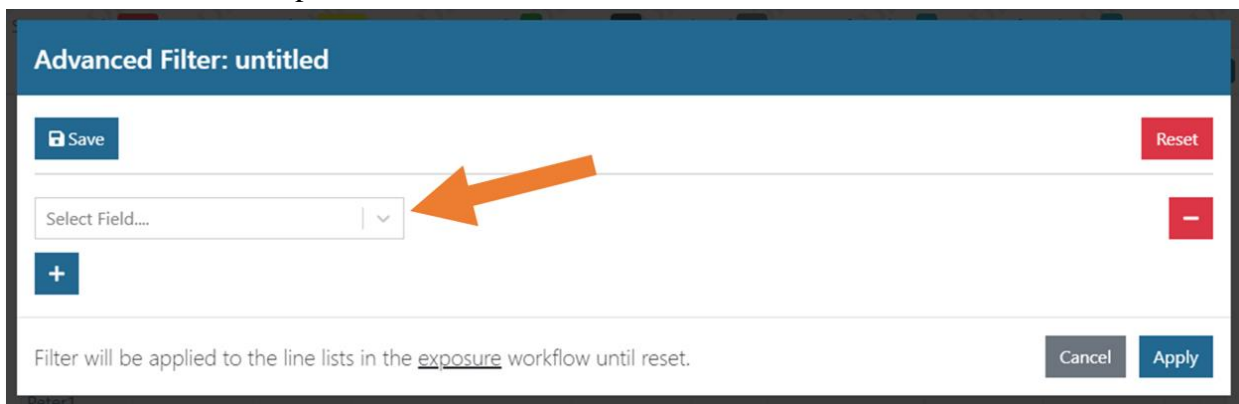 Advanced Filter: untitled
Save
Reset
Select Field....
Filter will be applied to the line lists in the exposure workflow until reset.
Cancel
Apply